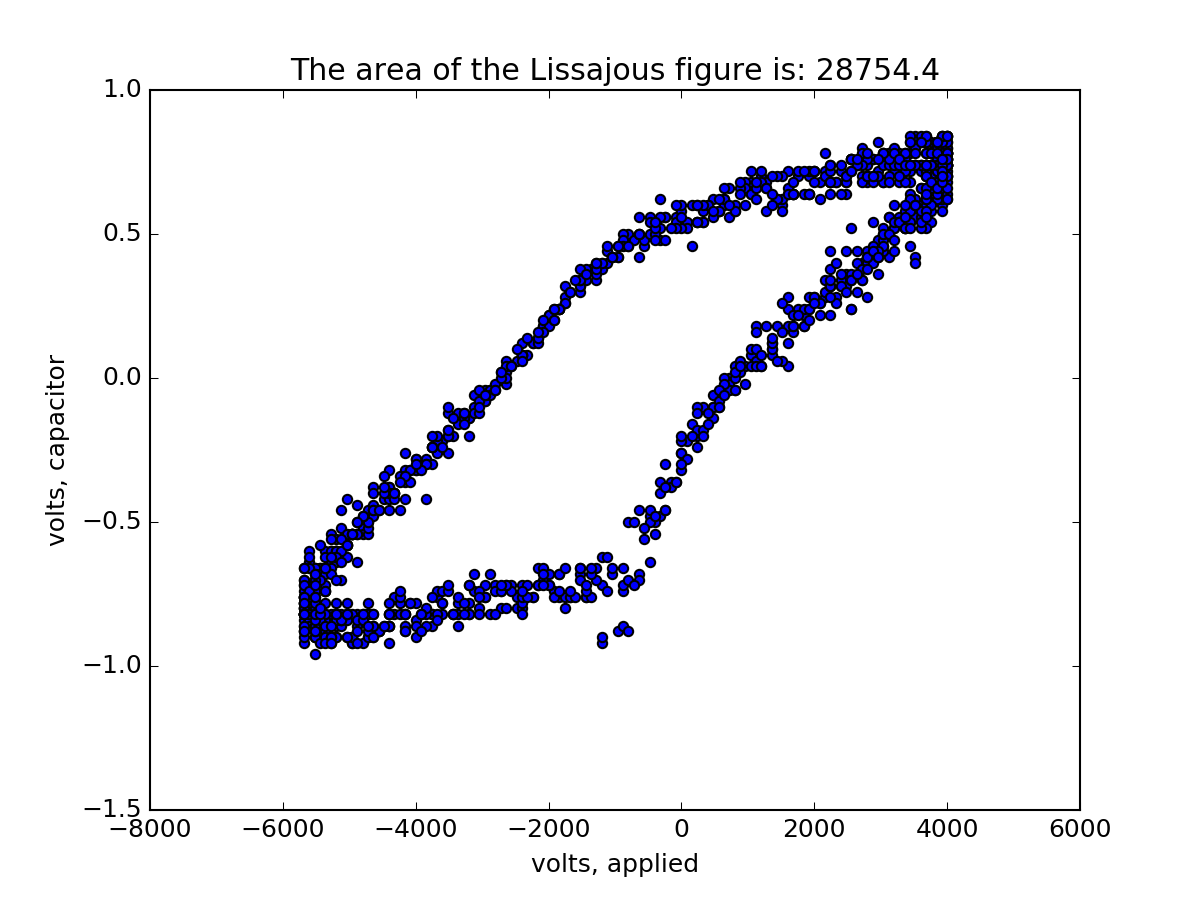 The area of the Lissajous figure is: 28754.4
1.0
0.5
0.0
−0.5
−1.0
−1.5
volts, capacitor
−8000 −6000 −4000 −2000 0 2000 4000 6000
volts, applied